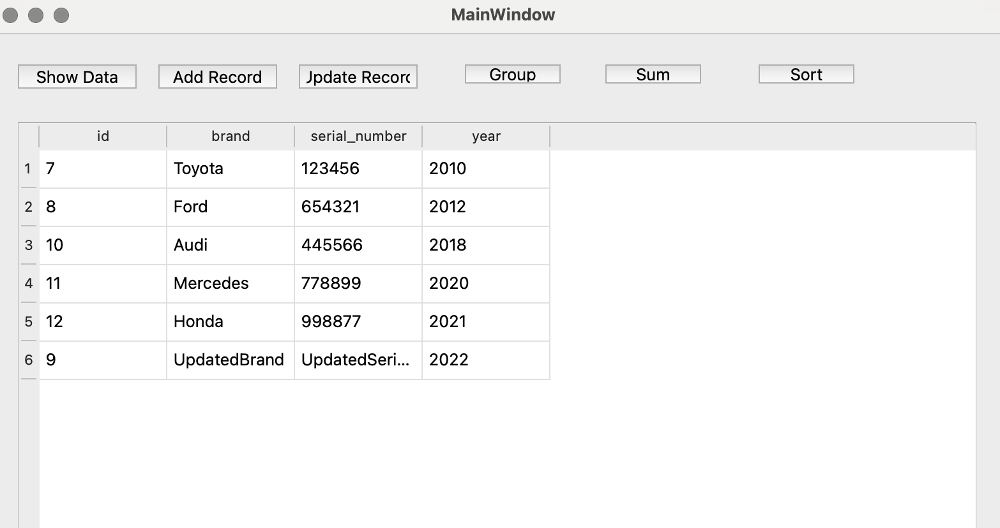 MainWindow
Show Data Add Record Update Record Group Sum Sort
id brand serial_number year
1 7 Toyota 123456 2010
2 8 Ford 654321 2012
3 10 Audi 445566 2018
4 11 Mercedes 778899 2020
5 12 Honda 998877 2021
6 9 UpdatedBrand UpdatedSeri... 2022